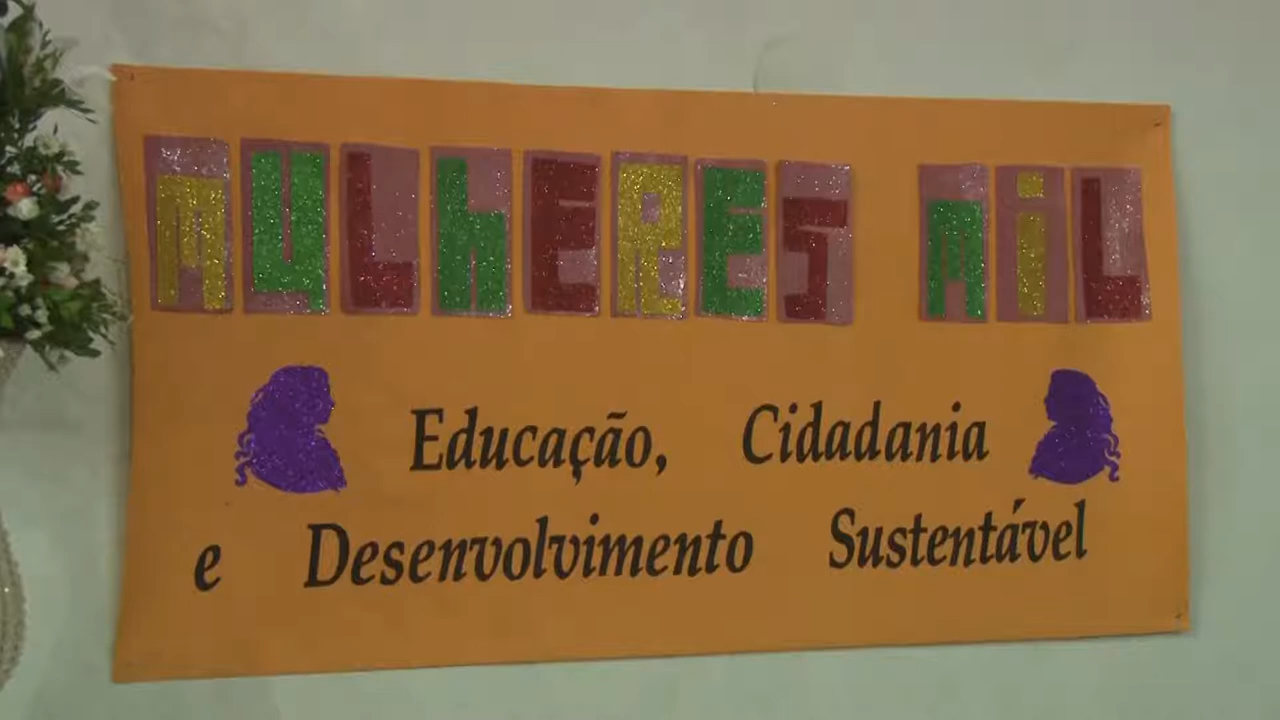 MULhERES MiL
Educação, Cidadania
e Desenvolvimento Sustentável